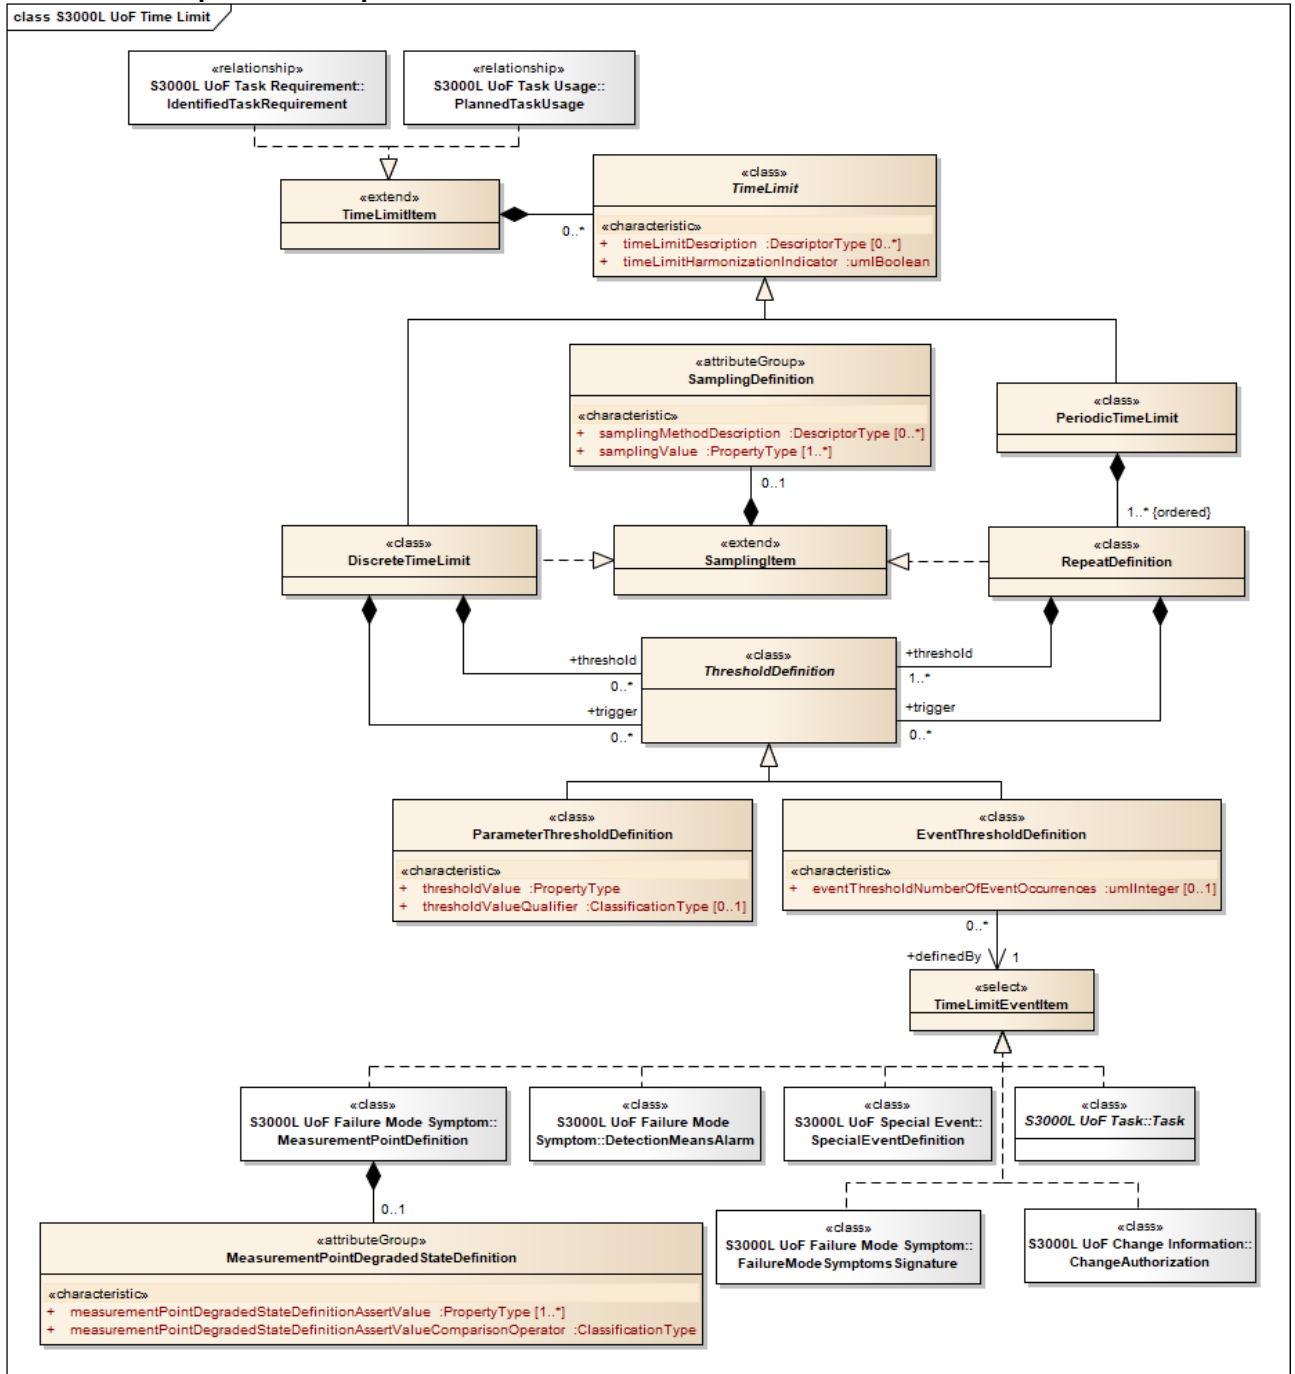 class S3000L UoF Time Limit
«relationship»
S3000L UoF Task Requirement::
IdentifiedTaskRequirement
«relationship»
S3000L UoF Task Usage::
PlannedTaskUsage
«extend»
TimeLimitItem
0..*
«class»
TimeLimit
«characteristic»
+ timeLimitDescription :DescriptorType [0..*]
+ timeLimitHarmonizationIndicator :umlBoolean
«attributeGroup»
SamplingDefinition
«characteristic»
+ samplingMethodDescription :DescriptorType [0..*]
+ samplingValue :PropertyType [1..*]
0..1
«class»
PeriodicTimeLimit
1..* {ordered}
«class»
DiscreteTimeLimit
«extend»
SamplingItem
«class»
RepeatDefinition
+threshold
0..*
+trigger
0..*
«class»
ThresholdDefinition
+threshold
1..*
+trigger
0..*
«class»
ParameterThresholdDefinition
«characteristic»
+ thresholdValue :PropertyType
+ thresholdValueQualifier :ClassificationType [0..1]
«class»
EventThresholdDefinition
«characteristic»
+ eventThresholdNumberOfEventOccurrences :umlInteger [0..1]
0..*
+definedBy 1
«select»
TimeLimitEventItem
«class»
S3000L UoF Failure Mode Symptom::
MeasurementPointDefinition
«class»
S3000L UoF Failure Mode
Symptom::DetectionMeansAlarm
«class»
S3000L UoF Special Event::
SpecialEventDefinition
«class»
S3000L UoF Task::Task
0..1
«class»
S3000L UoF Failure Mode Symptom::
FailureModeSymptomsSignature
«class»
S3000L UoF Change Information::
ChangeAuthorization
«attributeGroup»
MeasurementPointDegradedStateDefinition
«characteristic»
+ measurementPointDegradedStateDefinitionAssertValue :PropertyType [1..*]
+ measurementPointDegradedStateDefinitionAssertValueComparisonOperator :ClassificationType